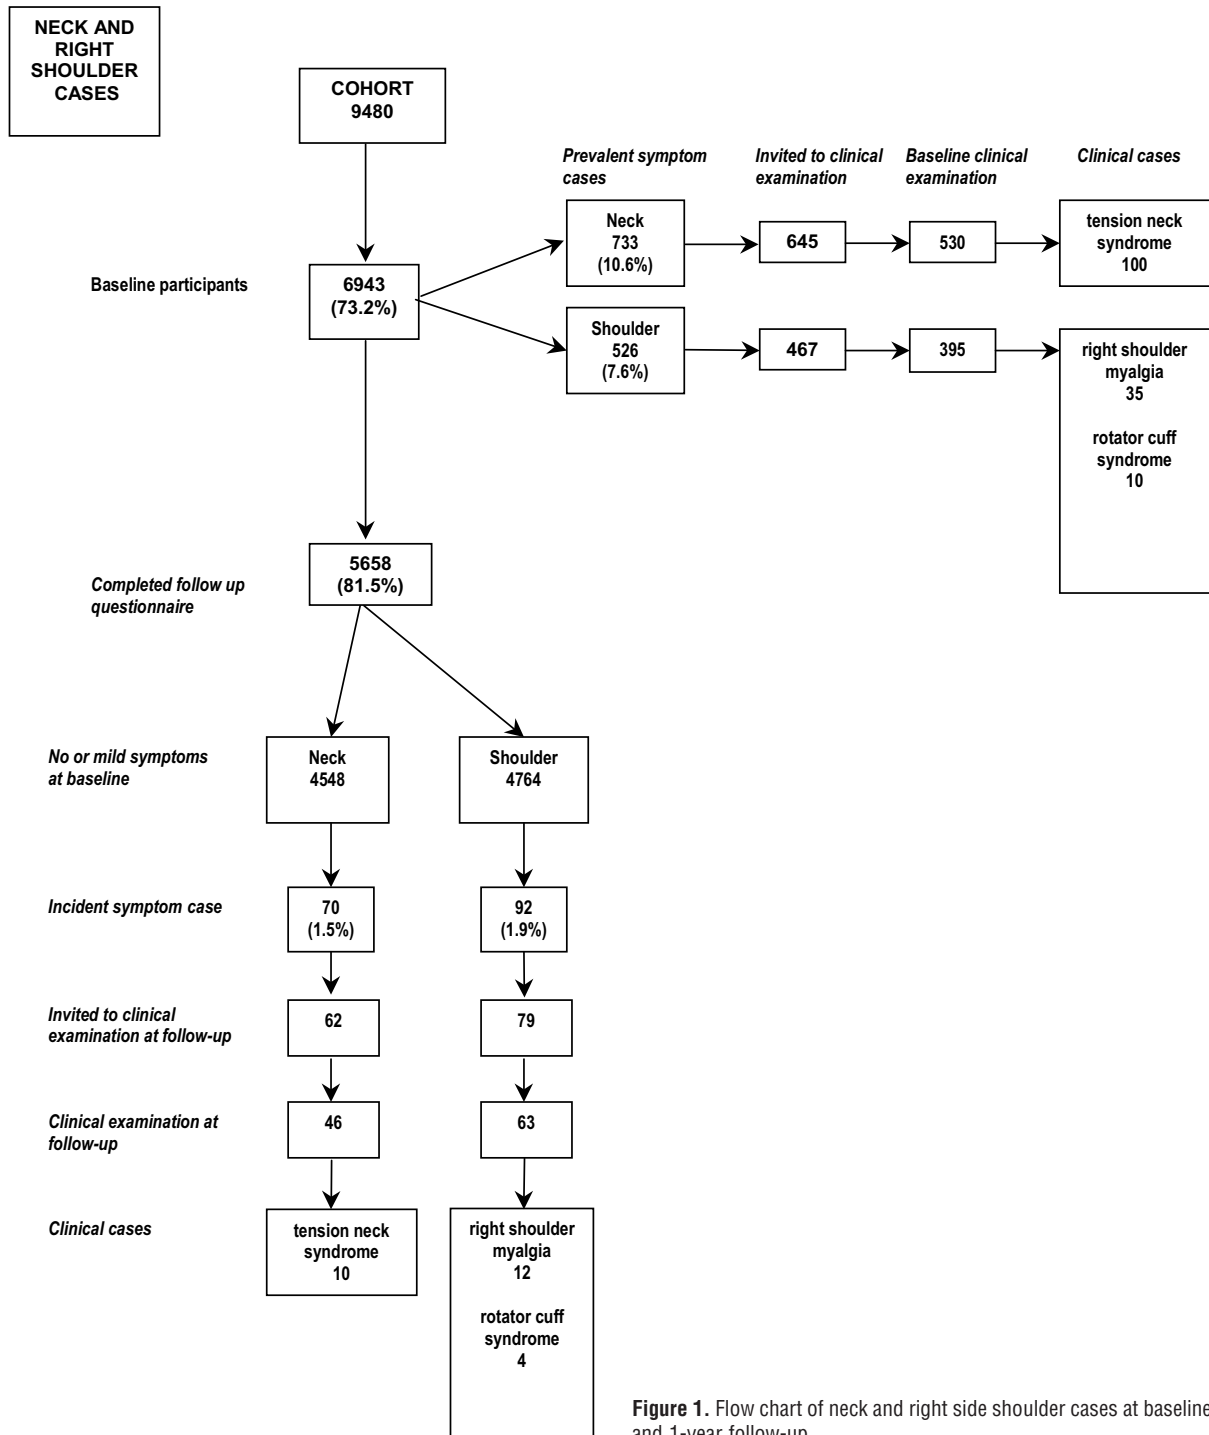 NECK AND
RIGHT
SHOULDER
CASES
COHORT
9480
Prevalent symptom
cases
Invited to clinical
examination
Baseline clinical
examination
Clinical cases
Baseline participants
6943
(73.2%)
Neck
733
(10.6%)
645
530
tension neck
syndrome
100
Shoulder
526
(7.6%)
467
395
right shoulder
myalgia
35
rotator cuff
syndrome
10
Completed follow up
questionnaire
5658
(81.5%)
No or mild symptoms
at baseline
Neck
4548
Shoulder
4764
Incident symptom case
70
(1.5%)
92
(1.9%)
Invited to clinical
examination at follow-up
62
79
Clinical examination at
follow-up
46
63
Clinical cases
tension neck
syndrome
10
right shoulder
myalgia
12
rotator cuff
syndrome
4
Figure 1. Flow chart of neck and right side shoulder cases at baseline
and 1-year follow-up